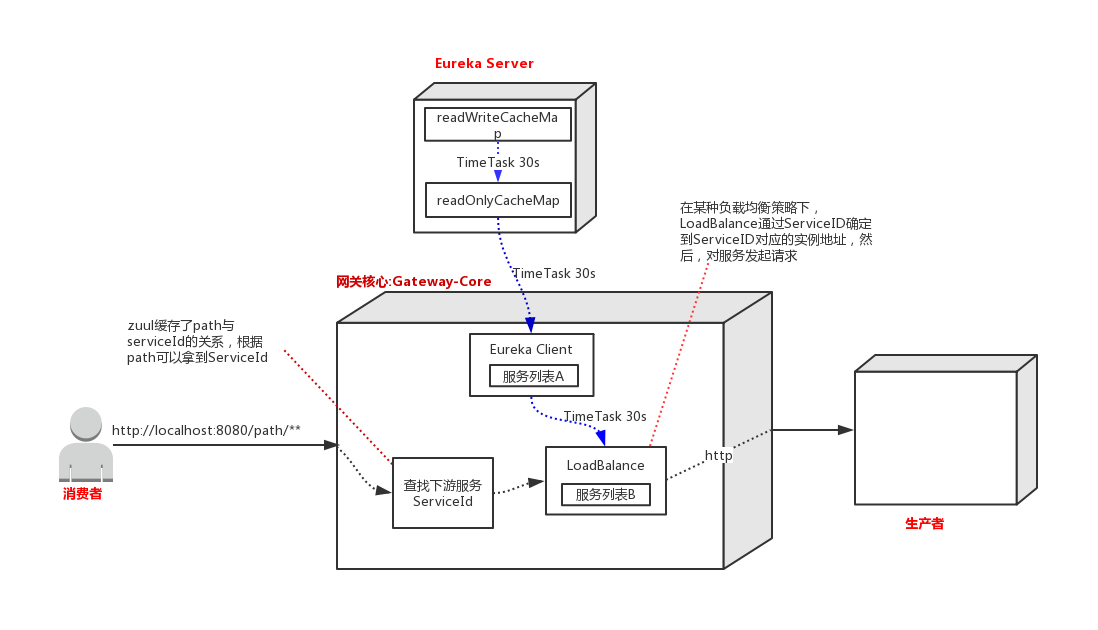 Eureka Server
readWriteCacheMa
p
TimeTask 30s
readOnlyCacheMap
在某种负载均衡策略下，
LoadBalance通过ServiceID确定
到ServiceID对应的实例地址，然
后，对服务发起请求
TimeTask 30s
网关核心:Gateway-Core
zuul缓存了path与
serviceId的关系，根据
path可以拿到ServiceId
Eureka Client
服务列表A
TimeTask 30s
http://localhost:8080/path/**
消费者
查找下游服务
ServiceId
LoadBalance
服务列表B
http
生产者